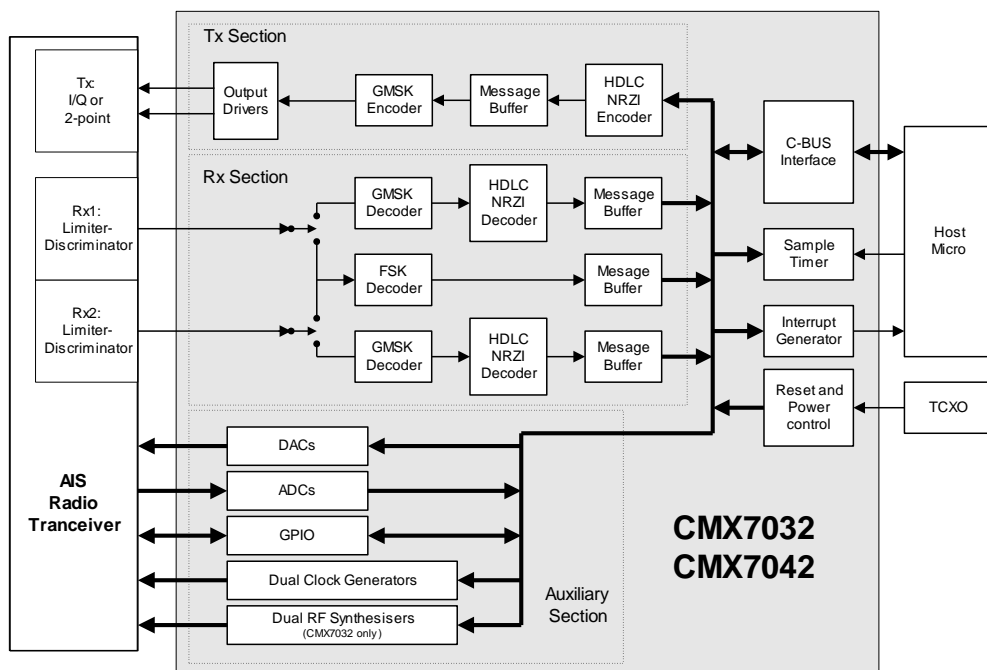 Tx Section
Tx:
I/Q or
2-point
Output
Drivers
GMSK
Encoder
Message
Buffer
HDLC
NRZI
Encoder
C-BUS
Interface
Rx Section
Rx1:
Limiter-
Discriminator
GMSK
Decoder
HDLC
NRZI
Decoder
Message
Buffer
Host
Micro
Sample
Timer
FSK
Decoder
Message
Buffer
Rx2:
Limiter-
Discriminator
Interrupt
Generator
GMSK
Decoder
HDLC
NRZI
Decoder
Mesage
Buffer
Reset and
Power
control
TCXO
AIS
Radio
Tranceiver
DACs
ADCs
GPIO
Dual Clock Generators
Dual RF Synthesisers
(CMX7032 only)
Auxiliary
Section
CMX7032
CMX7042